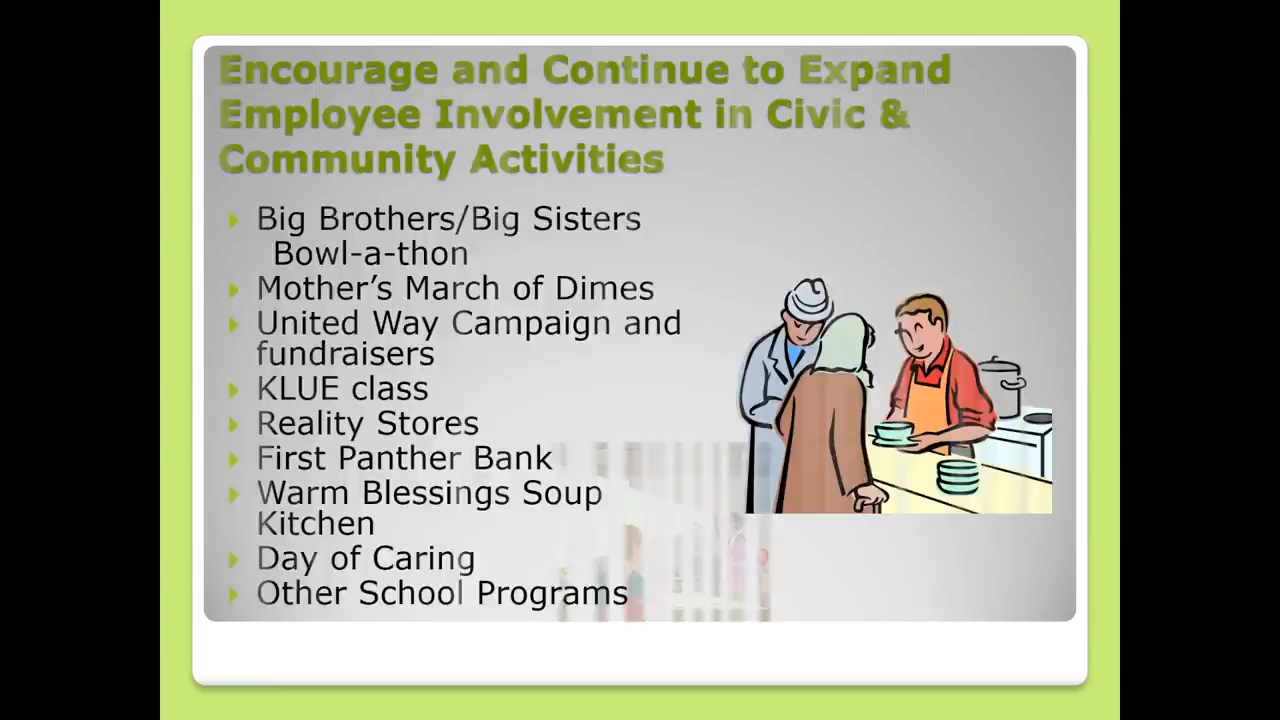 Encourage and Continue to Expand
Employee Involvement in Civic &
Community Activities
Big Brothers/Big Sisters
Bowl-a-thon
Mother’s March of Dimes
United Way Campaign and
fundraisers
KLUE class
Reality Stores
First Panther Bank
Warm Blessings Soup
Kitchen
Day of Caring
Other School Programs